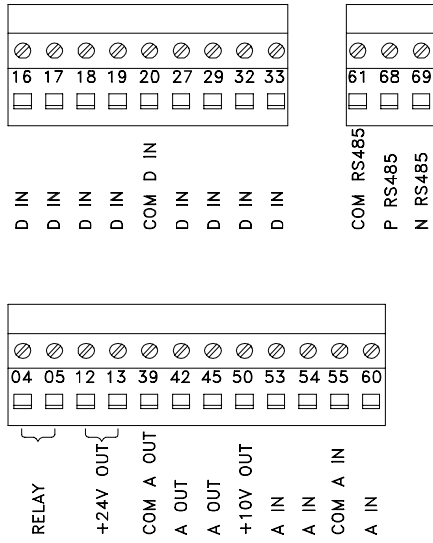 16 17 18 19 20 27 29 32 33
D IN
D IN
D IN
D IN
COM D IN
D IN
D IN
D IN
D IN
61 68 69
COM RS485
P RS485
N RS485
04 05 12 13 39 42 45 50 53 54 55 60
RELAY
+24V OUT
COM A OUT
A OUT
A OUT
+10V OUT
A IN
A IN
COM A IN
A IN